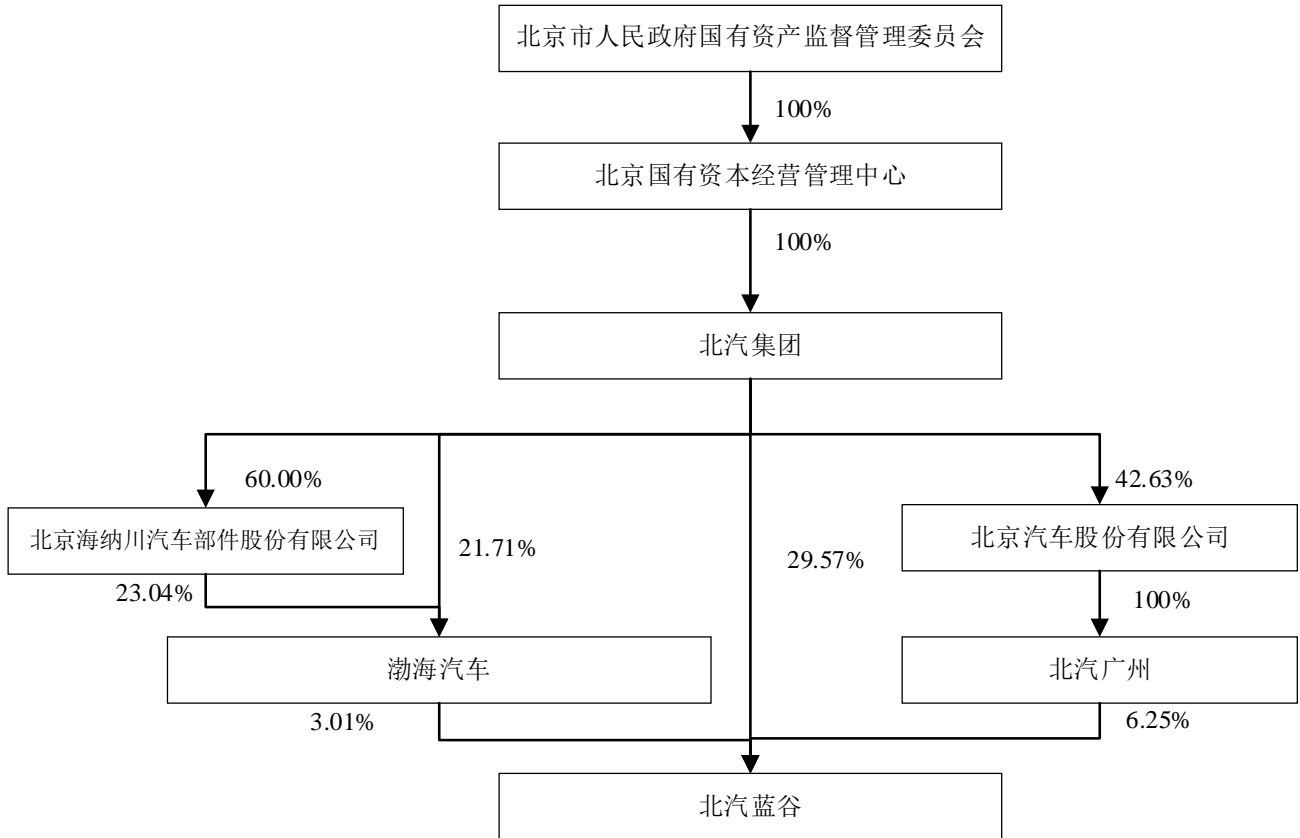 北京市人民政府国有资产监督管理委员会
100%
北京国有资本经营管理中心
100%
北汽集团
60.00%
42.63%
北京海纳川汽车部件股份有限公司
21.71%
29.57%
北京汽车股份有限公司
23.04%
100%
渤海汽车
北汽广州
3.01%
6.25%
北汽蓝谷